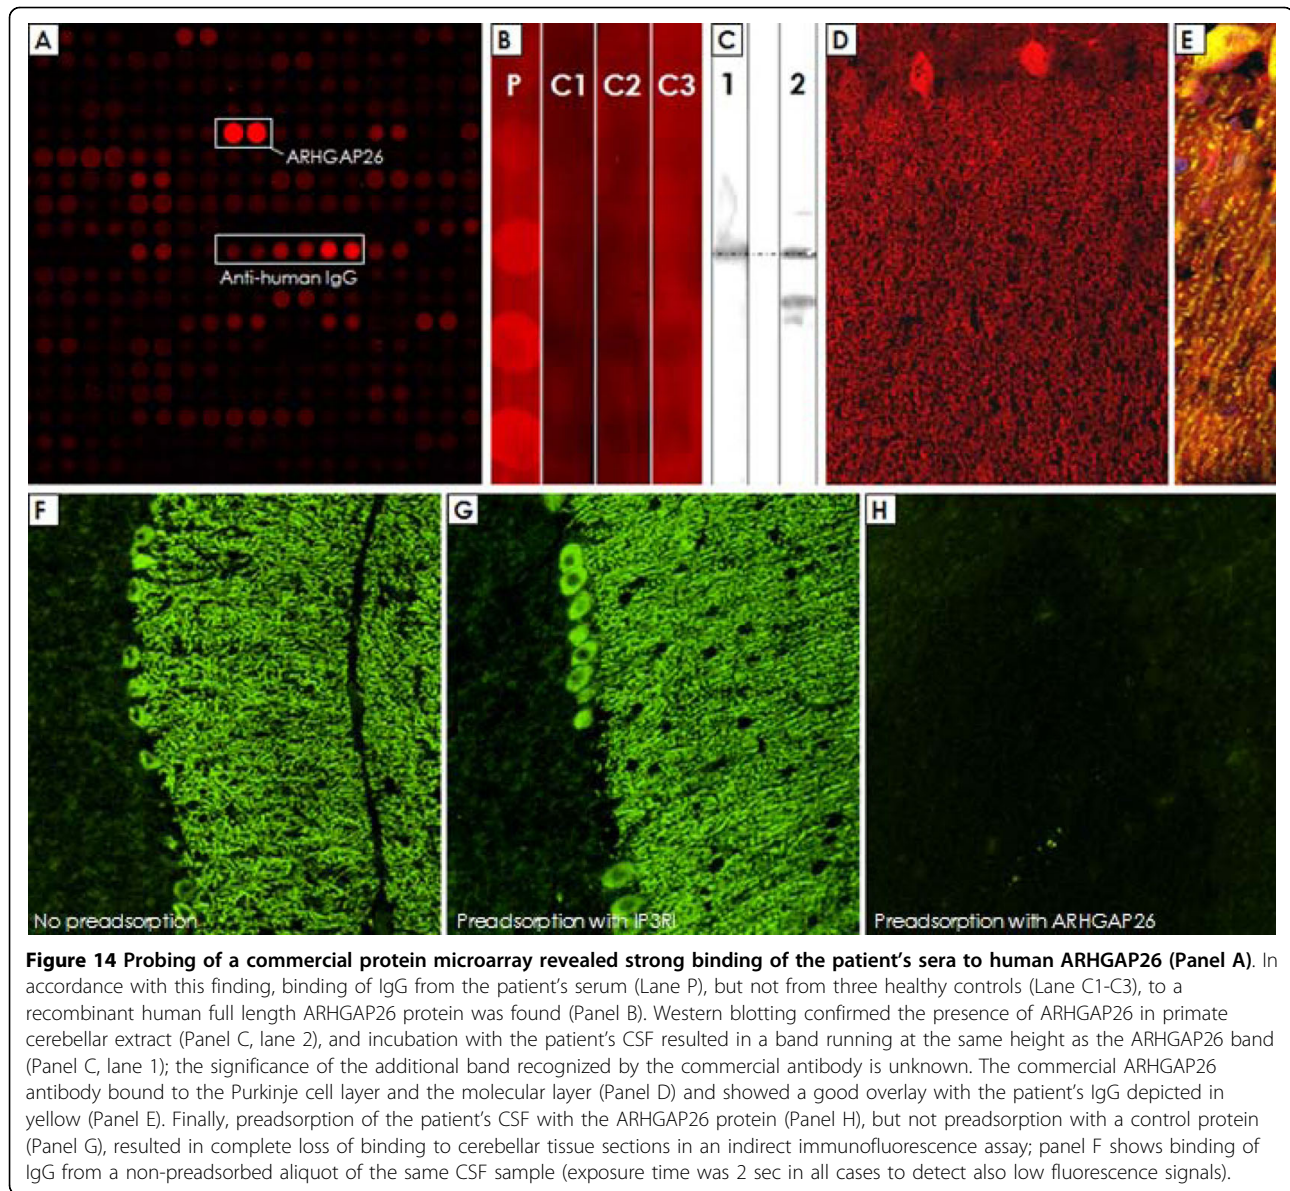 A
B
C
D
E
P
C1
C2
C3
1
2
ARHGAP26
Anti-human IgG
F
G
H
No preadsorption
Preadsorption with IP3RI
Preadsorption with ARHGAP26
Figure 14 Probing of a commercial protein microarray revealed strong binding of the patient's sera to human ARHGAP26 (Panel A). In
accordance with this finding, binding of IgG from the patient's serum (Lane P), but not from three healthy controls (Lane C1-C3), to a
recombinant human full length ARHGAP26 protein was found (Panel B). Western blotting confirmed the presence of ARHGAP26 in primate
cerebellar extract (Panel C, lane 2), and incubation with the patient's CSF resulted in a band running at the same height as the ARHGAP26 band
(Panel C, lane 1); the significance of the additional band recognized by the commercial antibody is unknown. The commercial ARHGAP26
antibody bound to the Purkinje cell layer and the molecular layer (Panel D) and showed a good overlay with the patient's IgG depicted in
yellow (Panel E). Finally, preadsorption of the patient's CSF with the ARHGAP26 protein (Panel H), but not preadsorption with a control protein
(Panel G), resulted in complete loss of binding to cerebellar tissue sections in an indirect immunofluorescence assay; panel F shows binding of
IgG from a non-preadsorbed aliquot of the same CSF sample (exposure time was 2 sec in all cases to detect also low fluorescence signals).